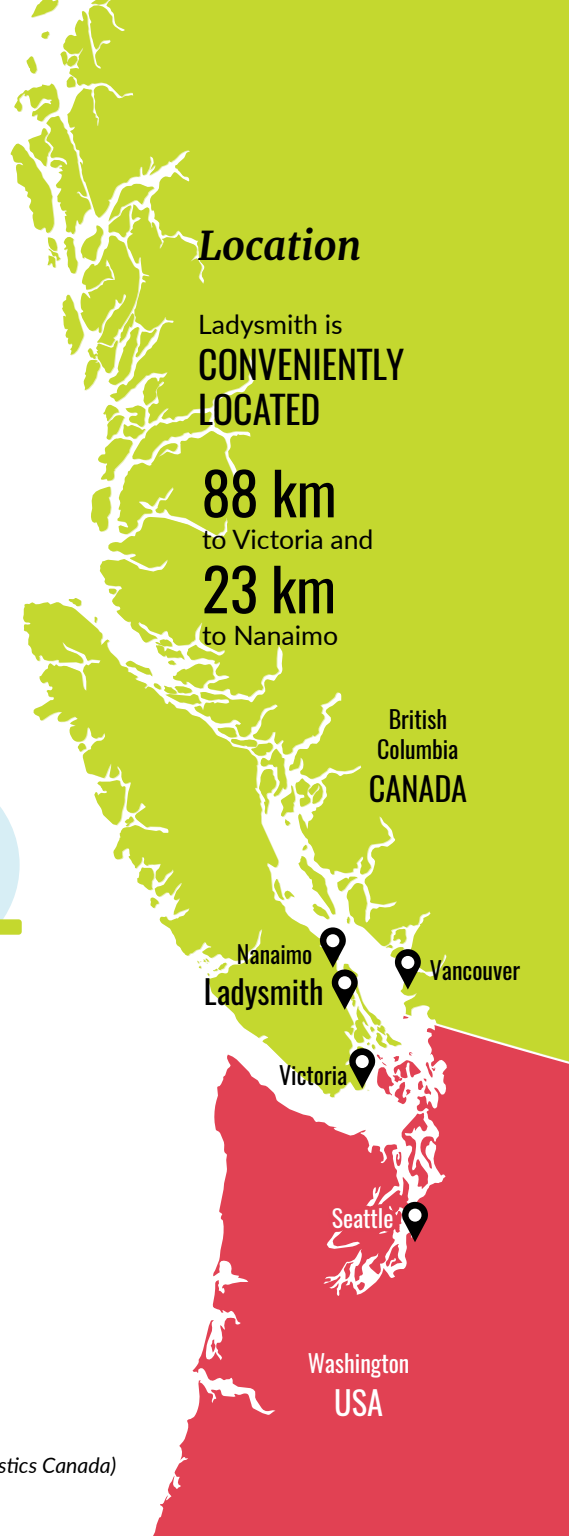 Location
Ladysmith is
CONVENIENTLY
LOCATED
88 km
to Victoria and
23 km
to Nanaimo
British
Columbia
CANADA
Nanaimo
Vancouver
Ladysmith
Victoria
Seattle
Washington
USA
stics Canada)